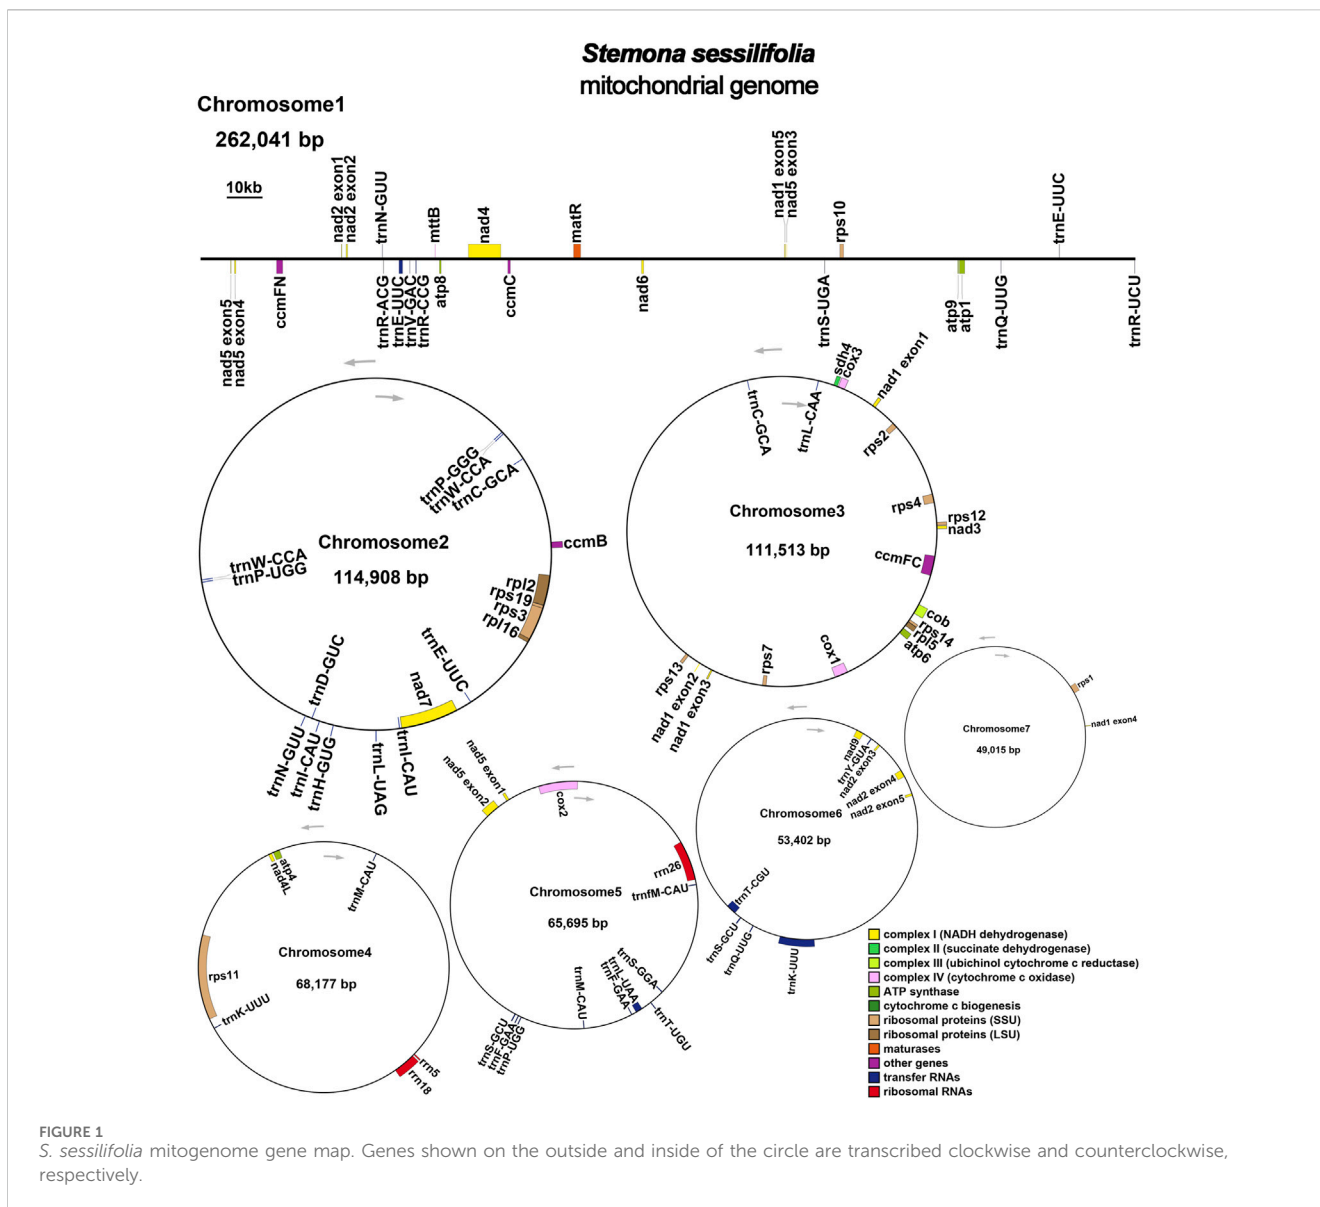 Stemona sessilifolia
mitochondrial genome
Chromosome1
262,041 bp
10kb
nad2 exon1
nad2 exon2
trnN-GUU
mttB
nad4
matR
nad1 exon5
nad5 exon3
rps10
trnE-UUC
nad5 exon5
nad5 exon4
ccmFN
trnR-ACG
trnE-UUC
trnV-GAC
trnR-CCG
atp8
ccmC
nad6
trnS-UGA
atp9
atp1
trnQ-UUG
trnR-UCU
Chromosome2
114,908 bp
trnP-GGG
trnW-CCA
trnC-GCA
ccmB
rpl2
rps19
rps3
rpl16
trnE-UUC
nad7
trnI-CAU
trnL-UAG
trnH-GUG
trnI-CAU
trnN-GUU
trnD-GUC
trnP-UGG
trnW-CCA
Chromosome3
111,513 bp
trnC-GCA
trnL-CAA
sdh4
cox3
nad1 exon1
rps2
rps4
rps12
nad3
ccmFC
cob
rps14
rpl5
atp6
cox1
rps7
nad1 exon3
nad1 exon2
rps13
Chromosome4
68,177 bp
atp4
nad4L
trnM-CAU
rps11
trnK-UUU
rrn5
rrn18
Chromosome5
65,695 bp
nad5 exon1
nad5 exon2
cox2
rrn26
trnfM-CAU
trnS-GGA
trnL-UAA
trnF-GAA
trnT-UGU
trnM-CAU
trnS-GCU
trnF-GAA
trnP-UGG
Chromosome6
53,402 bp
nad9
trnY-GUA
nad2 exon3
nad2 exon4
nad2 exon5
trnT-CGU
trnS-GCU
trnQ-UUG
trnK-UUU
Chromosome7
49,015 bp
rps1
nad1 exon4
complex I (NADH dehydrogenase)
complex II (succinate dehydrogenase)
complex III (ubichinol cytochrome c reductase)
complex IV (cytochrome c oxidase)
ATP synthase
cytochrome c biogenesis
ribosomal proteins (SSU)
ribosomal proteins (LSU)
maturases
other genes
transfer RNAs
ribosomal RNAs
FIGURE 1
S. sessilifolia mitogenome gene map. Genes shown on the outside and inside of the circle are transcribed clockwise and counterclockwise,
respectively.